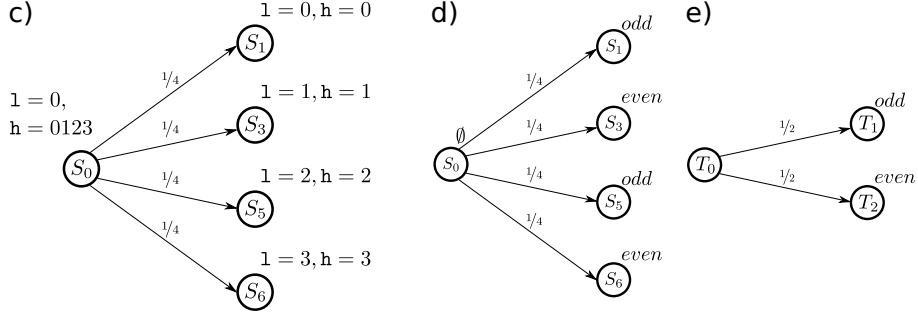 c)
l = 0, h = 0
S1
1/4
l = 0,
h = 0123
S0
l = 1, h = 1
1/4
S3
l = 2, h = 2
1/4
S5
l = 3, h = 3
1/4
S6
d)
odd
S1
1/4
even
1/4
S3
∅
S0
odd
1/4
S5
even
1/4
S6
e)
odd
1/2
T1
T0
even
1/2
T2